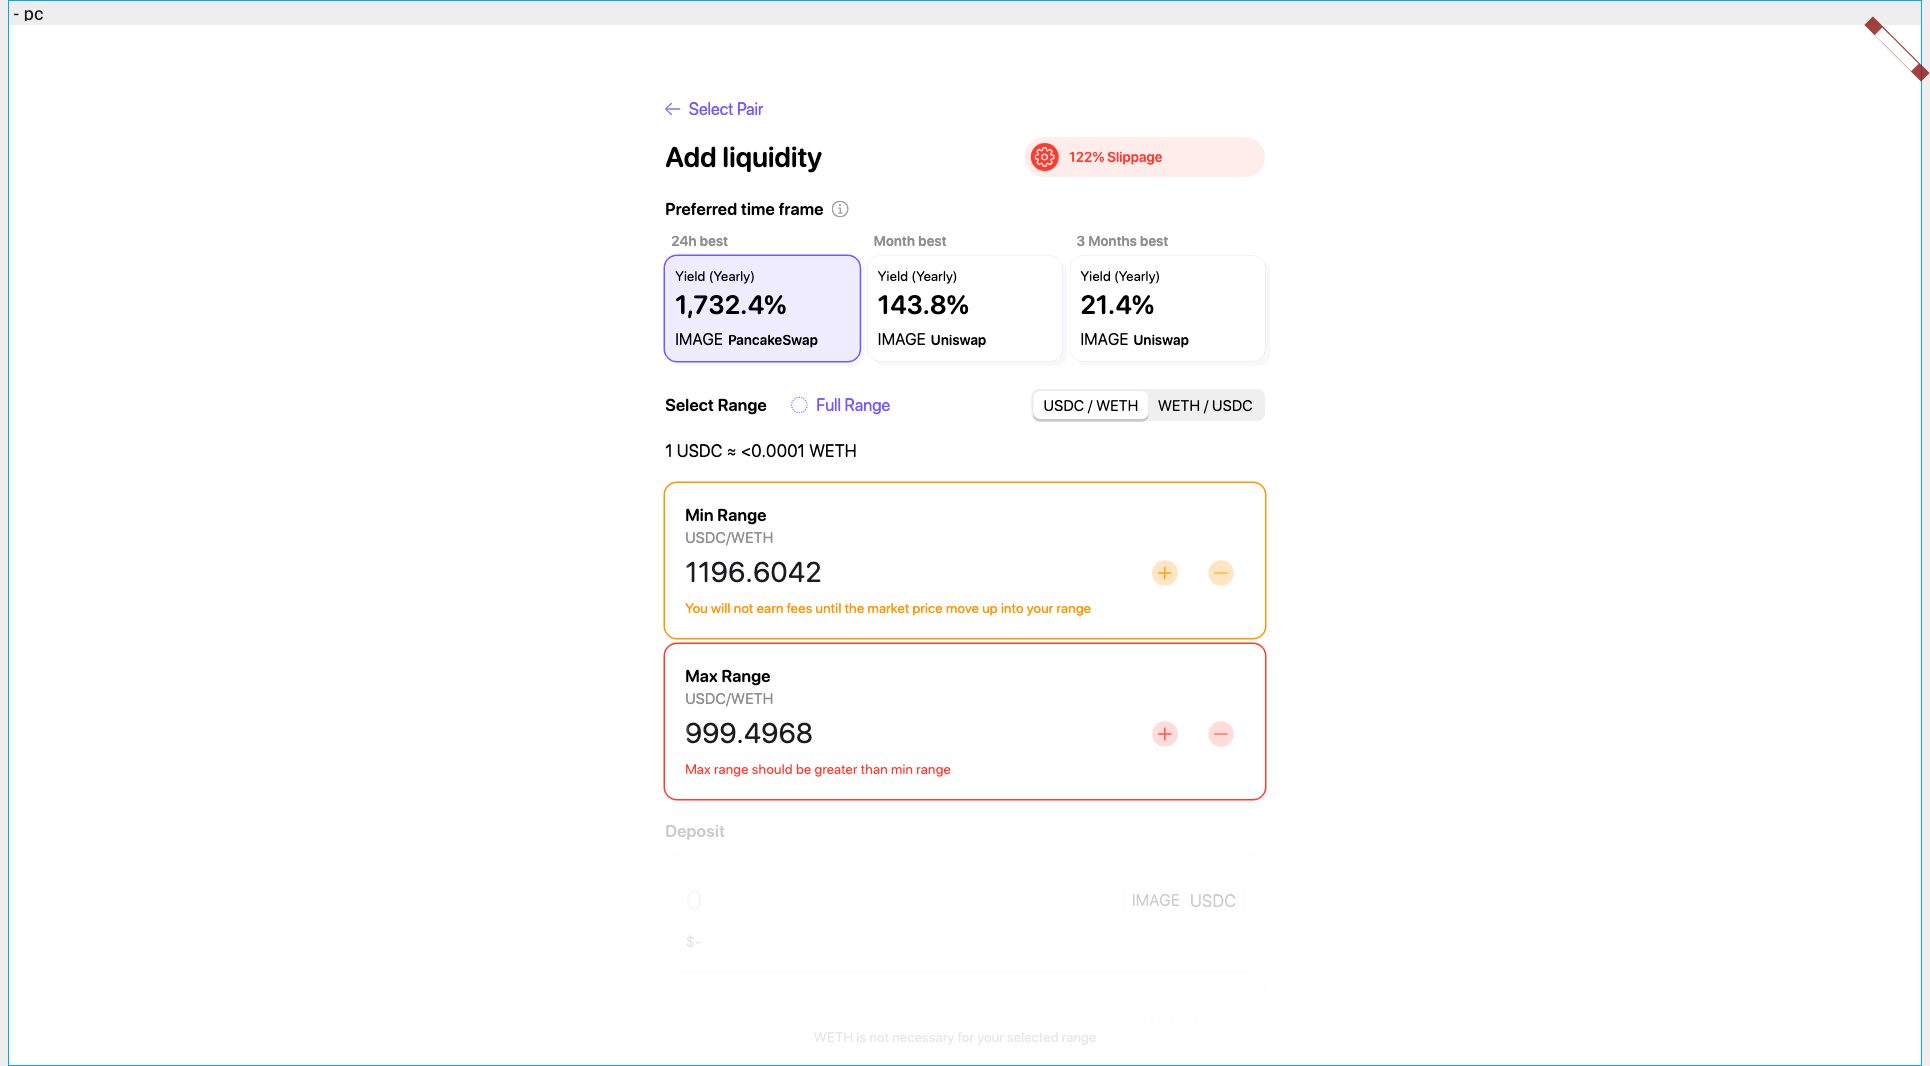 - pc
Select Pair
Add liquidity
122% Slippage
Preferred time frame
24h best
Month best
3 Months best
Yield (Yearly)
1,732.4%
IMAGE PancakeSwap
Yield (Yearly)
143.8%
IMAGE Uniswap
Yield (Yearly)
21.4%
IMAGE Uniswap
Select Range
Full Range
USDC / WETH
WETH / USDC
1 USDC ≈ <0.0001 WETH
Min Range
USDC/WETH
1196.6042
You will not earn fees until the market price move up into your range
Max Range
USDC/WETH
999.4968
Max range should be greater than min range
Deposit
0
IMAGE USDC
$-
WETH is not necessary for your selected range